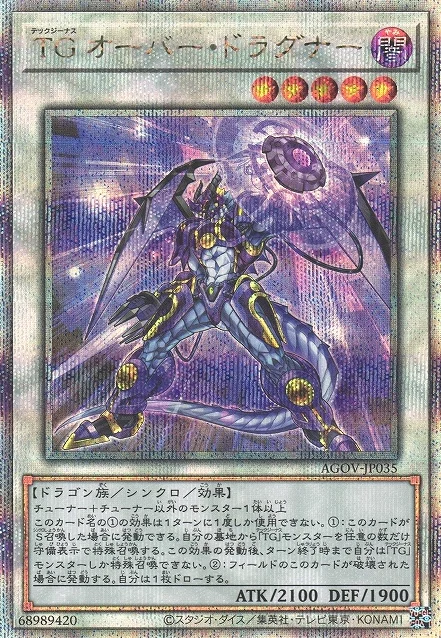 テックジーナス
TG オーバー・ドラグナー
やみ
闇
AGOV-JP035
【ドラゴン族／シンクロ／効果】
チューナー＋チューナー以外のモンスター1体以上
このカード名の①の効果は1ターンに1度しか使用できない。①：このカードが
S召喚した場合に発動できる。自分の墓地から「TG」モンスターを任意の数だけ
守備表示で特殊召喚する。この効果の発動後、ターン終了時まで自分は「TG」
モンスターしか特殊召喚できない。②：フィールドのこのカードが破壊された
場合に発動する。自分は1枚ドローする。
ATK/2100 DEF/1900
68989420
©スタジオ・ダイス／集英社・テレビ東京・KONAMI